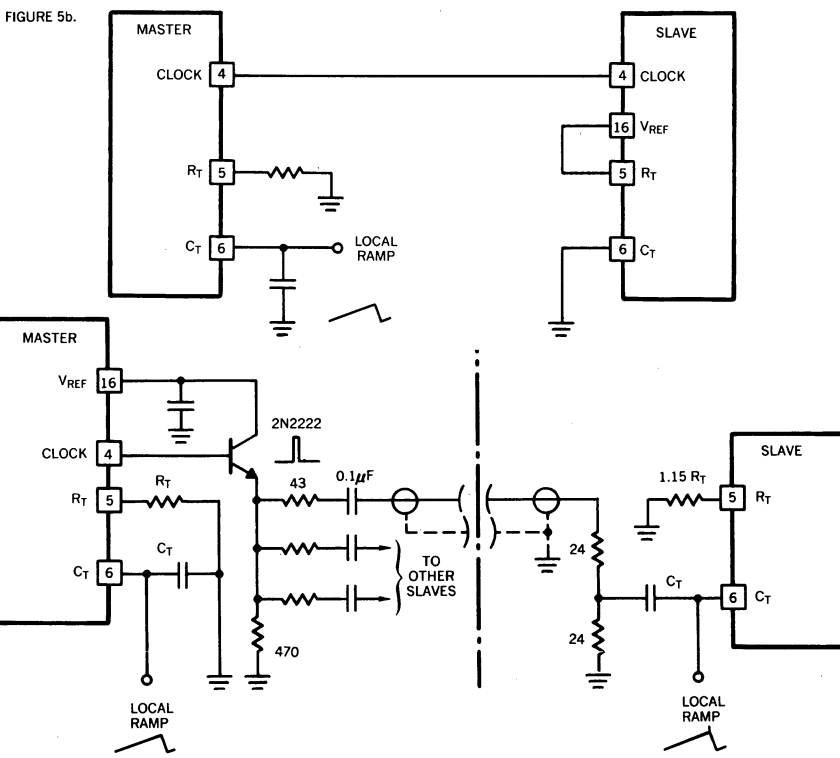 FIGURE 5b.
MASTER
CLOCK 4
R_T 5
C_T 6
LOCAL
RAMP
SLAVE
4 CLOCK
16 V_REF
5 R_T
6 C_T
MASTER
V_REF 16
CLOCK 4
R_T 5
C_T 6
R_T
C_T
LOCAL
RAMP
2N2222
43
0.1μF
TO
OTHER
SLAVES
470
24
24
SLAVE
1.15 R_T
5 R_T
C_T
6 C_T
LOCAL
RAMP